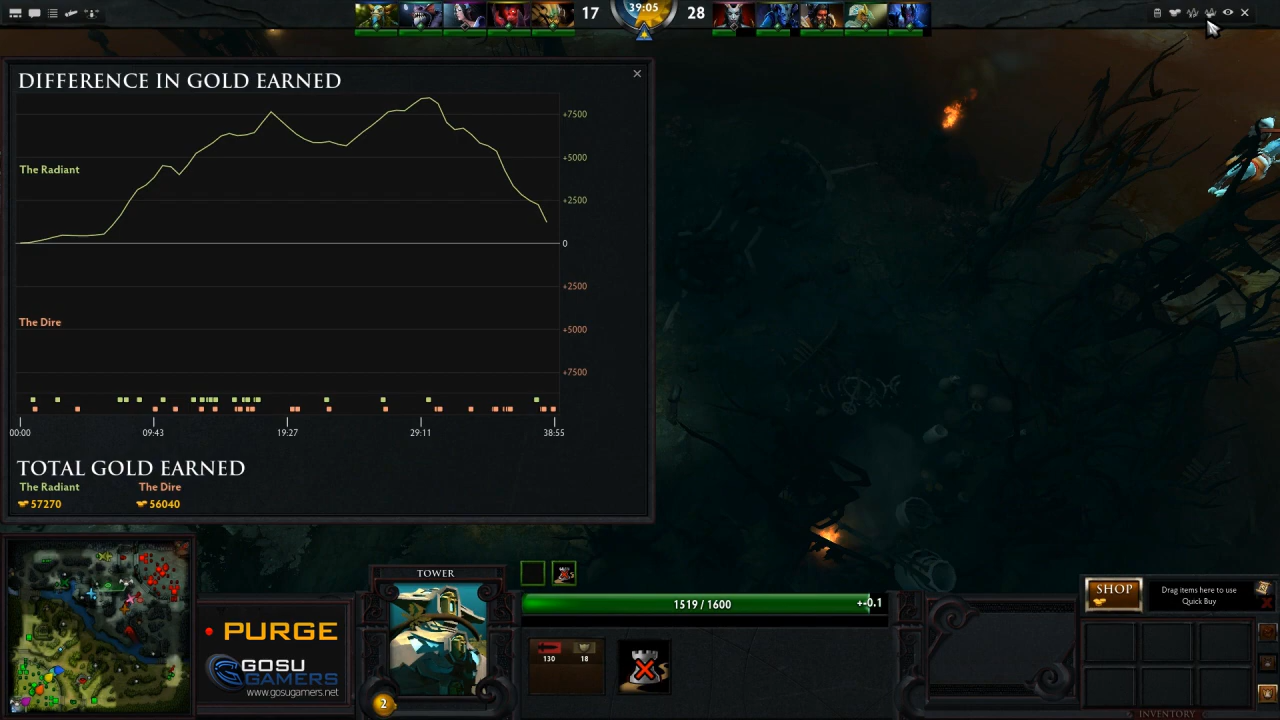 17
39:05
28
DIFFERENCE IN GOLD EARNED
+7500
+5000
The Radiant
+2500
0
+2500
The Dire
+5000
+7500
00:00 09:43 19:27 29:11 38:55
TOTAL GOLD EARNED
The Radiant The Dire
57270 56040
TOWER
1519 / 1600
+-0.1
130 18
2
PURGE
GOSU
GAMERS
www.gosugamers.net
SHOP
Drag items here to use
Quick Buy
INVENTORY